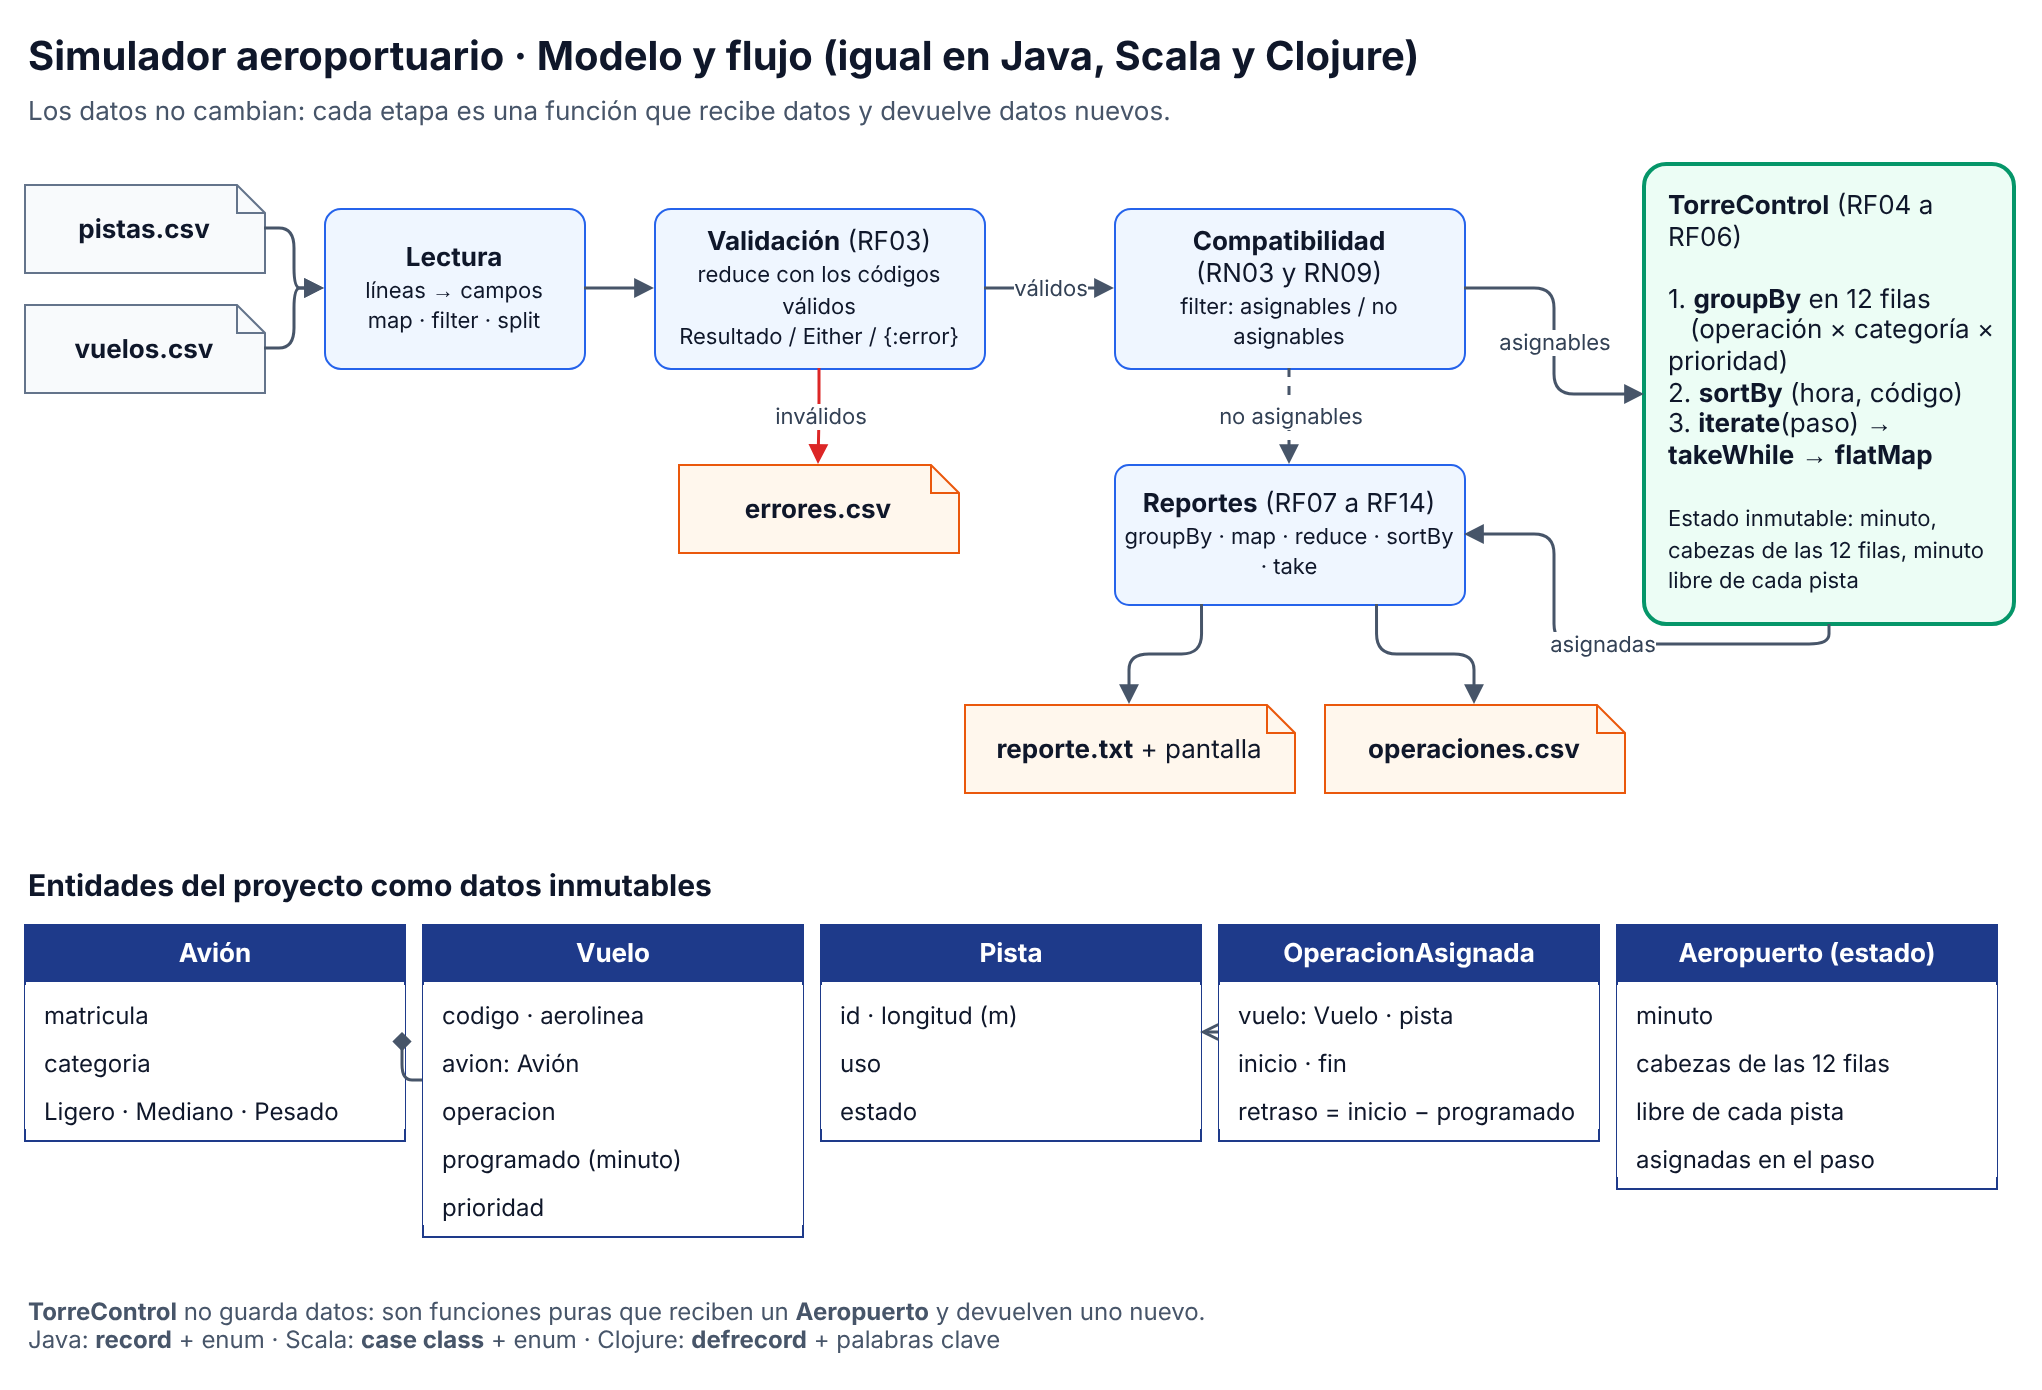 Simulador aeroportuario · Modelo y flujo (igual en Java, Scala y Clojure)
Los datos no cambian: cada etapa es una función que recibe datos y devuelve datos nuevos.
pistas.csv
vuelos.csv
Lectura
líneas → campos
map · filter · split
Validación (RF03)
reduce con los códigos
válidos
Resultado / Either / {:error}
válidos
Compatibilidad
(RN03 y RN09)
filter: asignables / no
asignables
asignables
TorreControl (RF04 a
RF06)
1. groupBy en 12 filas
(operación × categoría ×
prioridad)
2. sortBy (hora, código)
3. iterate(paso) →
takeWhile → flatMap
Estado inmutable: minuto,
cabezas de las 12 filas, minuto
libre de cada pista
inválidos
no asignables
errores.csv
Reportes (RF07 a RF14)
groupBy · map · reduce · sortBy
· take
asignadas
reporte.txt + pantalla
operaciones.csv
Entidades del proyecto como datos inmutables
Avión
matricula
categoria
Ligero · Mediano · Pesado
Vuelo
codigo · aerolinea
avion: Avión
operacion
programado (minuto)
prioridad
Pista
id · longitud (m)
uso
estado
OperacionAsignada
vuelo: Vuelo · pista
inicio · fin
retraso = inicio − programado
Aeropuerto (estado)
minuto
cabezas de las 12 filas
libre de cada pista
asignadas en el paso
TorreControl no guarda datos: son funciones puras que reciben un Aeropuerto y devuelven uno nuevo.
Java: record + enum · Scala: case class + enum · Clojure: defrecord + palabras clave